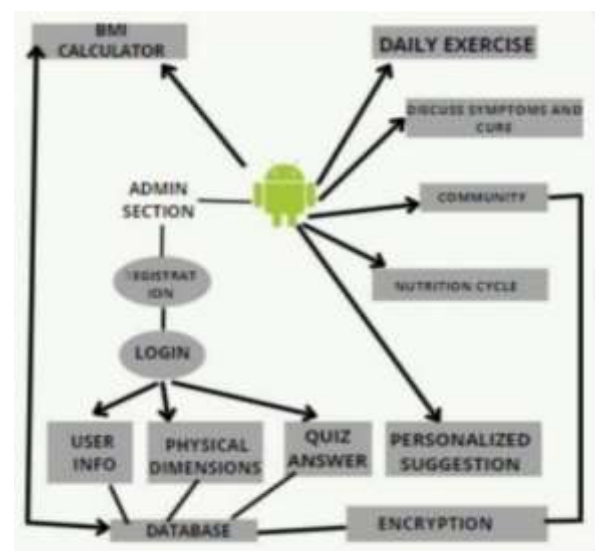 BMI
CALCULATOR
DAILY EXERCISE
DISCUSS SYMPTOMS AND
CURE
ADMIN
SECTION
COMMUNITY
REGISTRAT
ION
NUTRITION CYCLE
LOGIN
USER
INFO
PHYSICAL
DIMENSIONS
QUIZ
ANSWER
PERSONALIZED
SUGGESTION
DATABASE
ENCRYPTION